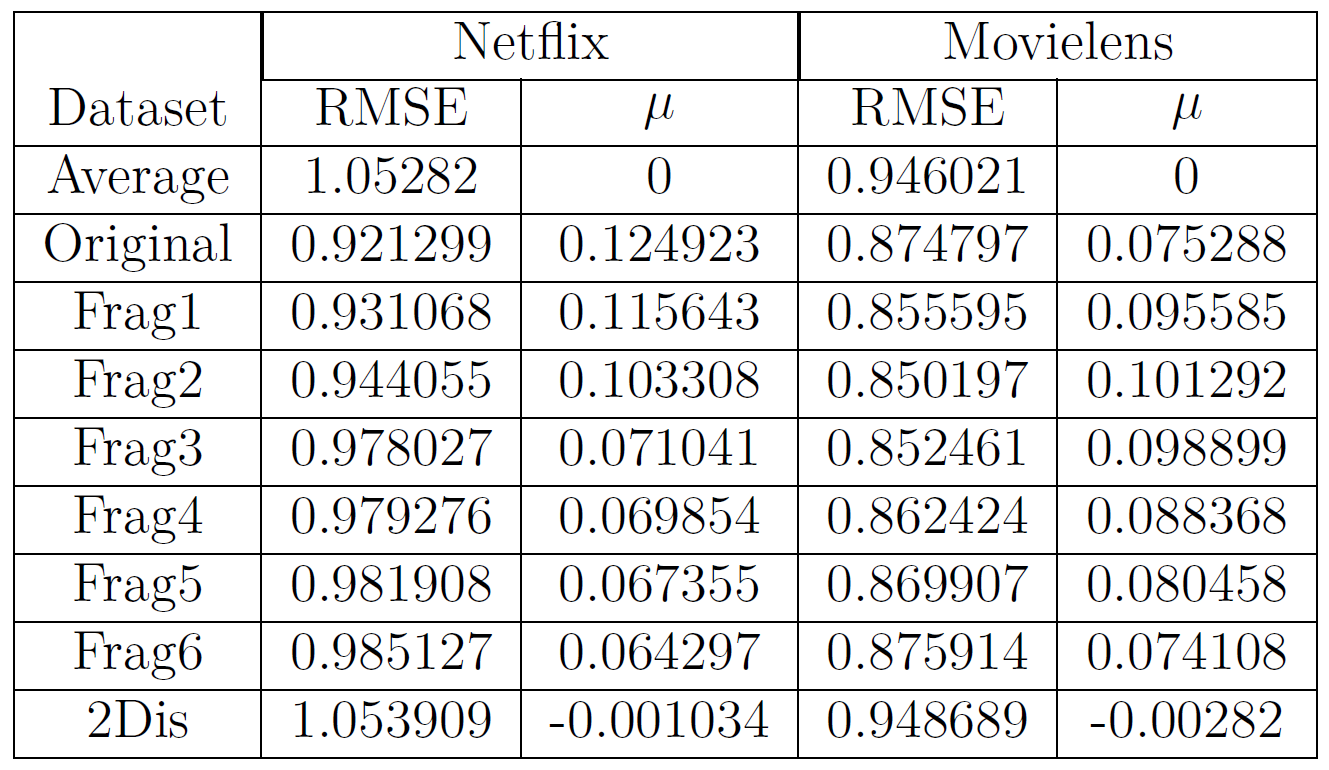 Netflix Movielens
Dataset RMSE μ RMSE μ
Average 1.05282 0 0.946021 0
Original 0.921299 0.124923 0.874797 0.075288
Frag1 0.931068 0.115643 0.855595 0.095585
Frag2 0.944055 0.103308 0.850197 0.101292
Frag3 0.978027 0.071041 0.852461 0.098899
Frag4 0.979276 0.069854 0.862424 0.088368
Frag5 0.981908 0.067355 0.869907 0.080458
Frag6 0.985127 0.064297 0.875914 0.074108
2Dis 1.053909 -0.001034 0.948689 -0.00282